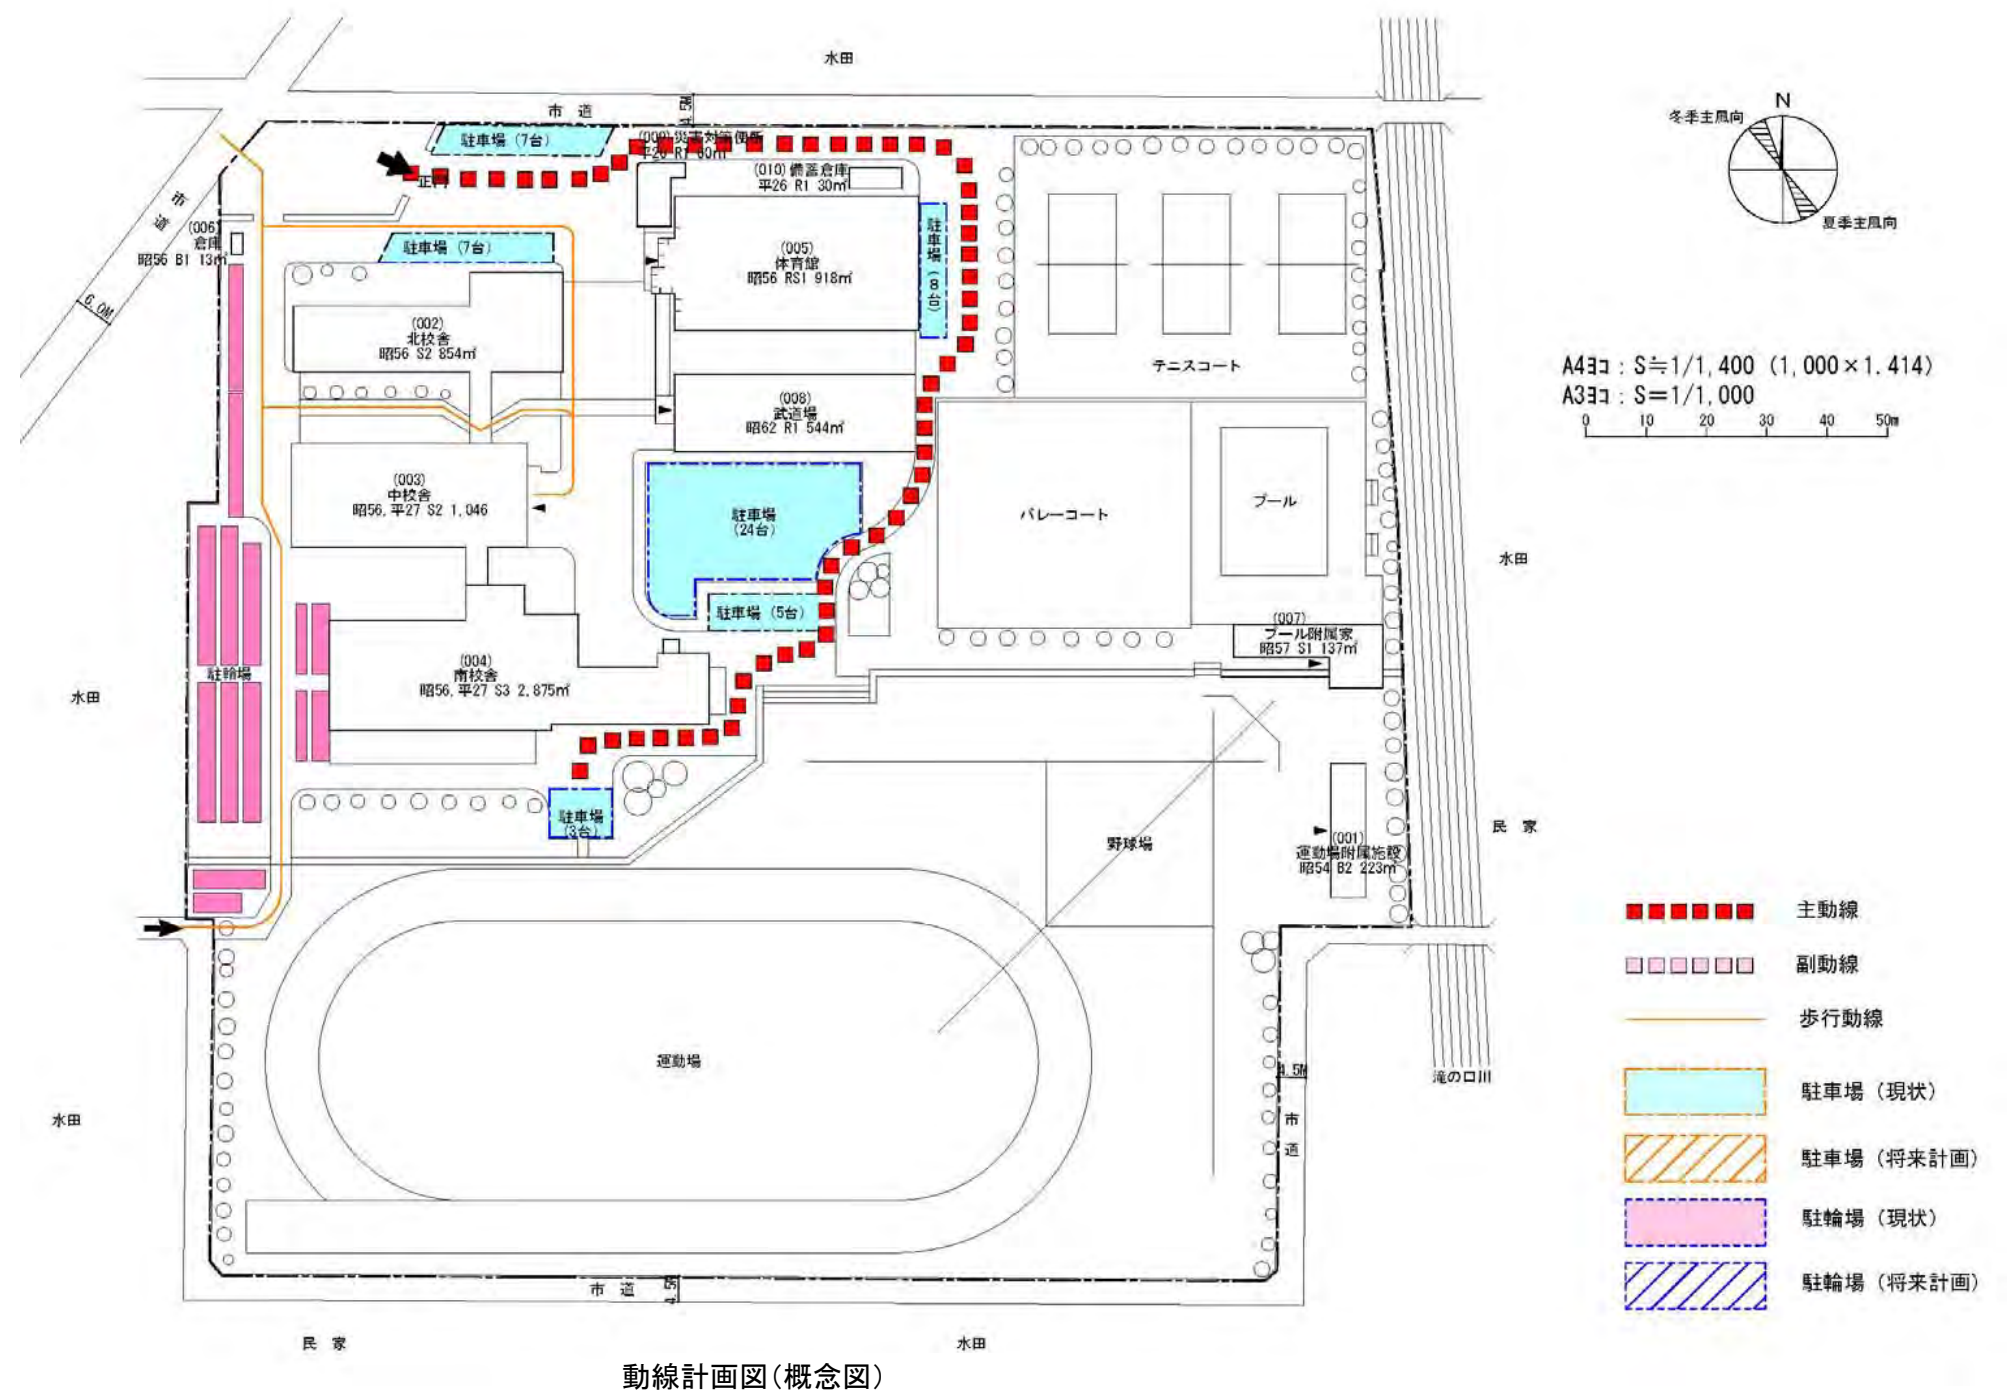 水田
市 道
4.5M
駐車場（7台）
(009)災害対策便所
平26 R1 60㎡
正門
(010)備蓄倉庫
平26 R1 30㎡
市
道
6.0M
(006)
倉庫
昭56 B1 13㎡
駐車場（7台）
(005)
体育館
昭56 RS1 918㎡
駐車場（8台）
テニスコート
(002)
北校舎
昭56 S2 854㎡
(008)
武道場
昭62 R1 544㎡
(003)
中校舎
昭56,平27 S2 1,046
駐車場
(24台)
駐車場（5台）
バレーコート
プール
水田
(007)
プール附属家
昭57 S1 137㎡
(004)
南校舎
昭56,平27 S3 2,875㎡
駐輪場
水田
駐車場
(3台)
野球場
(001)
運動場附属施設
昭54 B2 223㎡
民 家
運動場
滝の口川
4.5M
市
道
水田
市 道
4.5M
民 家
水田
動線計画図（概念図）
N
冬季主風向
夏季主風向
A4ヨコ：S≒1/1,400（1,000×1.414）
A3ヨコ：S＝1/1,000
0 10 20 30 40 50m
主動線
副動線
歩行動線
駐車場（現状）
駐車場（将来計画）
駐輪場（現状）
駐輪場（将来計画）